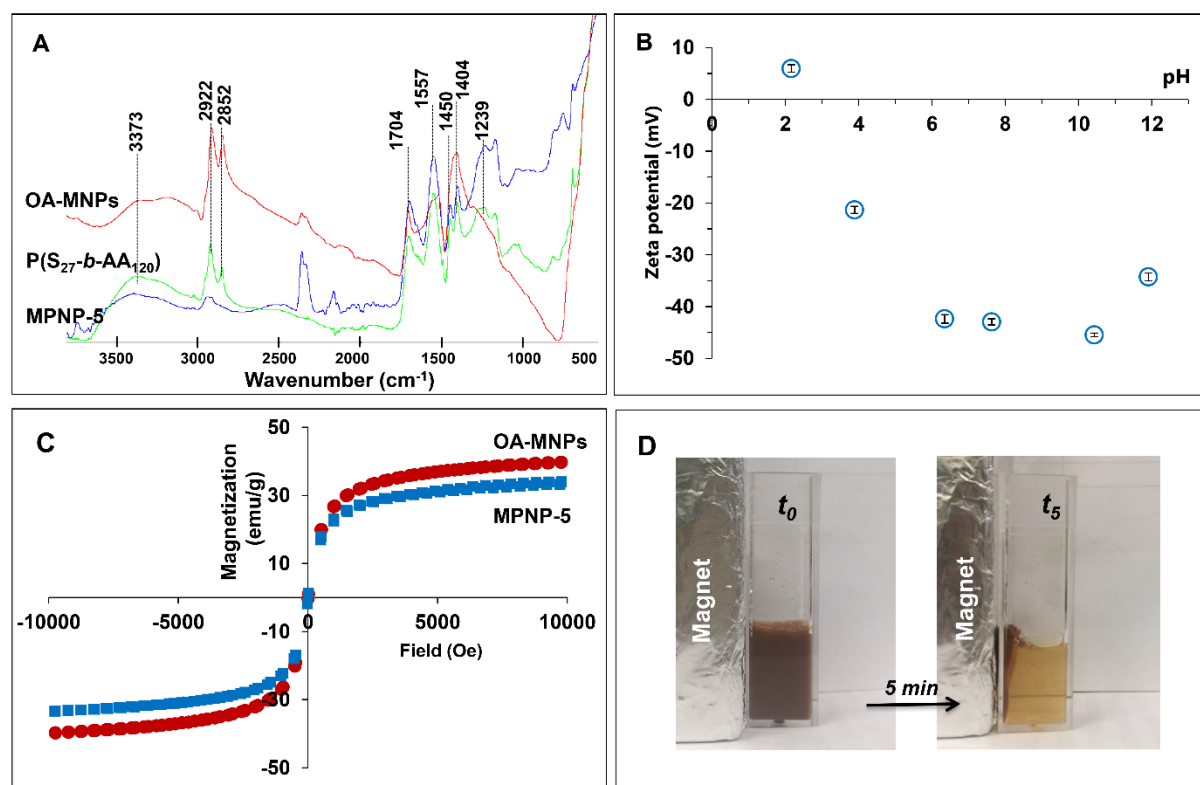 A
3373
2922
2852
1704
1557
1450
1404
1239
OA-MNPs
P(S27-b-AA120)
MPNP-5
3500 3000 2500 2000 1500 1000 500
Wavenumber (cm-1)
B
10
0
-10
-20
-30
-40
-50
Zeta potential (mV)
pH
0 2 4 6 8 10 12
C
50
30
10
-10
-30
-50
Magnetization
(emu/g)
OA-MNPs
MPNP-5
-10000 -5000 0 5000 10000
Field (Oe)
D
Magnet
t0
5 min
Magnet
t5